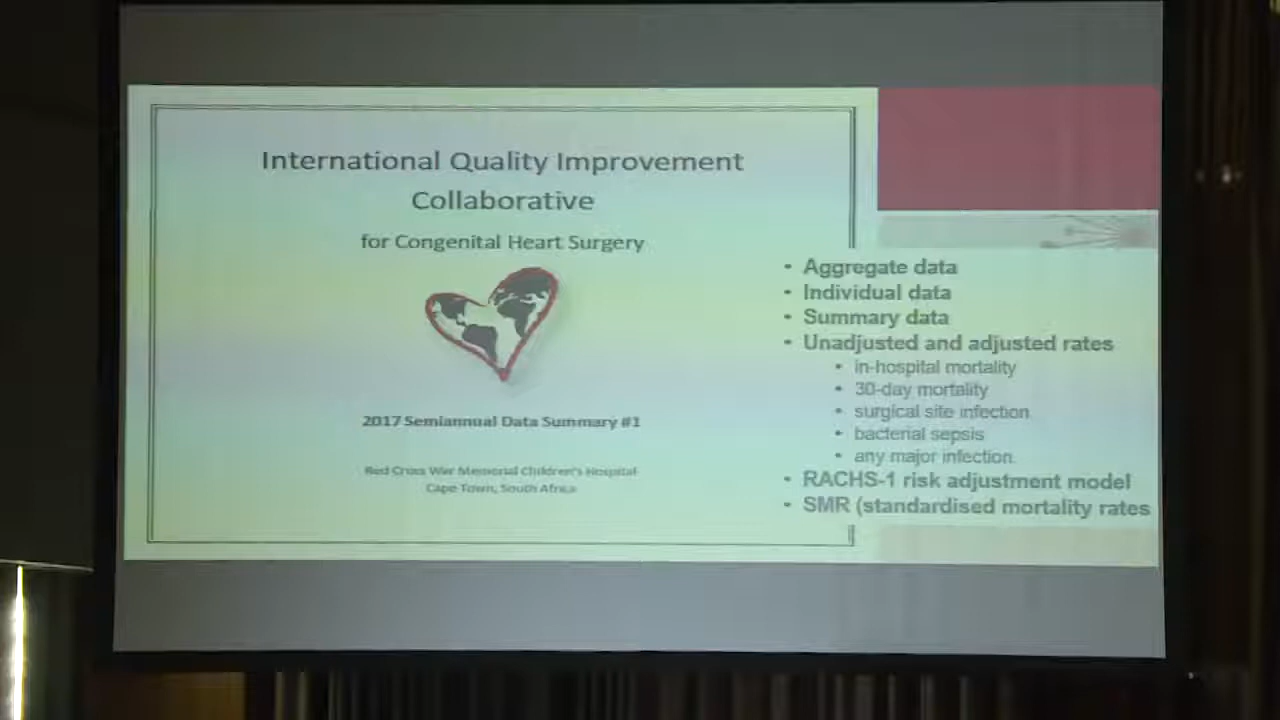 International Quality Improvement
Collaborative
for Congenital Heart Surgery
2017 Semiannual Data Summary #1
Red Cross War Memorial Children's Hospital
Cape Town, South Africa
• Aggregate data
• Individual data
• Summary data
• Unadjusted and adjusted rates
• in-hospital mortality
• 30-day mortality
• surgical site infection
• bacterial sepsis
• any major infection
• RACHS-1 risk adjustment model
• SMR (standardised mortality rates